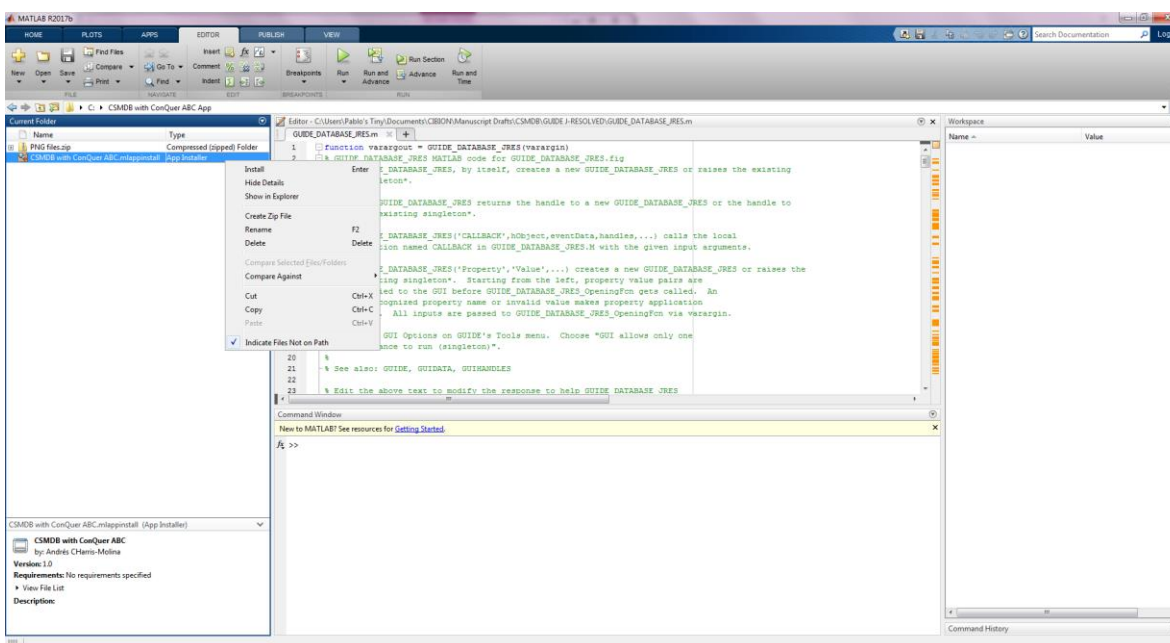 MATLAB R2017b
HOME PLOTS APPS EDITOR PUBLISH VIEW
Search Documentation Log
New Open Save Find Files Compare Print Go To Find Insert fx Comment Indent Breakpoints Run Run and Advance Run Section Advance Run and Time
FILE NAVIGATE EDIT BREAKPOINTS RUN
C: CSMDB with ConQuer ABC App
Current Folder
Name Type
PNG files.zip Compressed (zipped) Folder
CSMDB with ConQuer ABC.mlappinstall App Installer
Install Enter
Hide Details
Show in Explorer
Create Zip File
Rename F2
Delete Delete
Compare Selected Files/Folders
Compare Against
Cut Ctrl+X
Copy Ctrl+C
Paste Ctrl+V
Indicate Files Not on Path
Editor - C:\Users\Pablo's Tiny\Documents\CIBION\Manuscript Drafts\CSMDB\GUIDE J-RESOLVED\GUIDE_DATABASE_JRES.m
GUIDE_DATABASE_JRES.m
1 function varargout = GUIDE_DATABASE_JRES(varargin)
2 % GUIDE_DATABASE_JRES MATLAB code for GUIDE_DATABASE_JRES.fig
E_DATABASE_JRES, by itself, creates a new GUIDE_DATABASE_JRES or raises the existing
leton*.
GUIDE_DATABASE_JRES returns the handle to a new GUIDE_DATABASE_JRES or the handle to
existing singleton*.
E_DATABASE_JRES('CALLBACK',hObject,eventData,handles,...) calls the local
tion named CALLBACK in GUIDE_DATABASE_JRES.M with the given input arguments.
E_DATABASE_JRES('Property','Value',...) creates a new GUIDE_DATABASE_JRES or raises the
ing singleton*. Starting from the left, property value pairs are
ied to the GUI before GUIDE_DATABASE_JRES_OpeningFcn gets called. An
ognized property name or invalid value makes property application
. All inputs are passed to GUIDE_DATABASE_JRES_OpeningFcn via varargin.
GUI Options on GUIDE's Tools menu. Choose "GUI allows only one
ance to run (singleton)".
20 %
21 % See also: GUIDE, GUIDATA, GUIHANDLES
22
23 % Edit the above text to modify the response to help GUIDE_DATABASE_JRES
Command Window
New to MATLAB? See resources for Getting Started.
fx >>
Workspace
Name Value
Command History
CSMDB with ConQuer ABC.mlappinstall (App Installer)
CSMDB with ConQuer ABC
by: Andrés CHarris-Molina
Version: 1.0
Requirements: No requirements specified
View File List
Description: